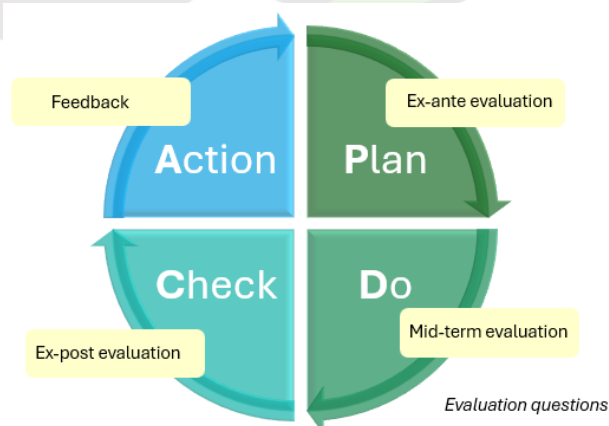 Feedback
Ex-ante evaluation
Action
Plan
Check
Do
Mid-term evaluation
Ex-post evaluation
Evaluation questions